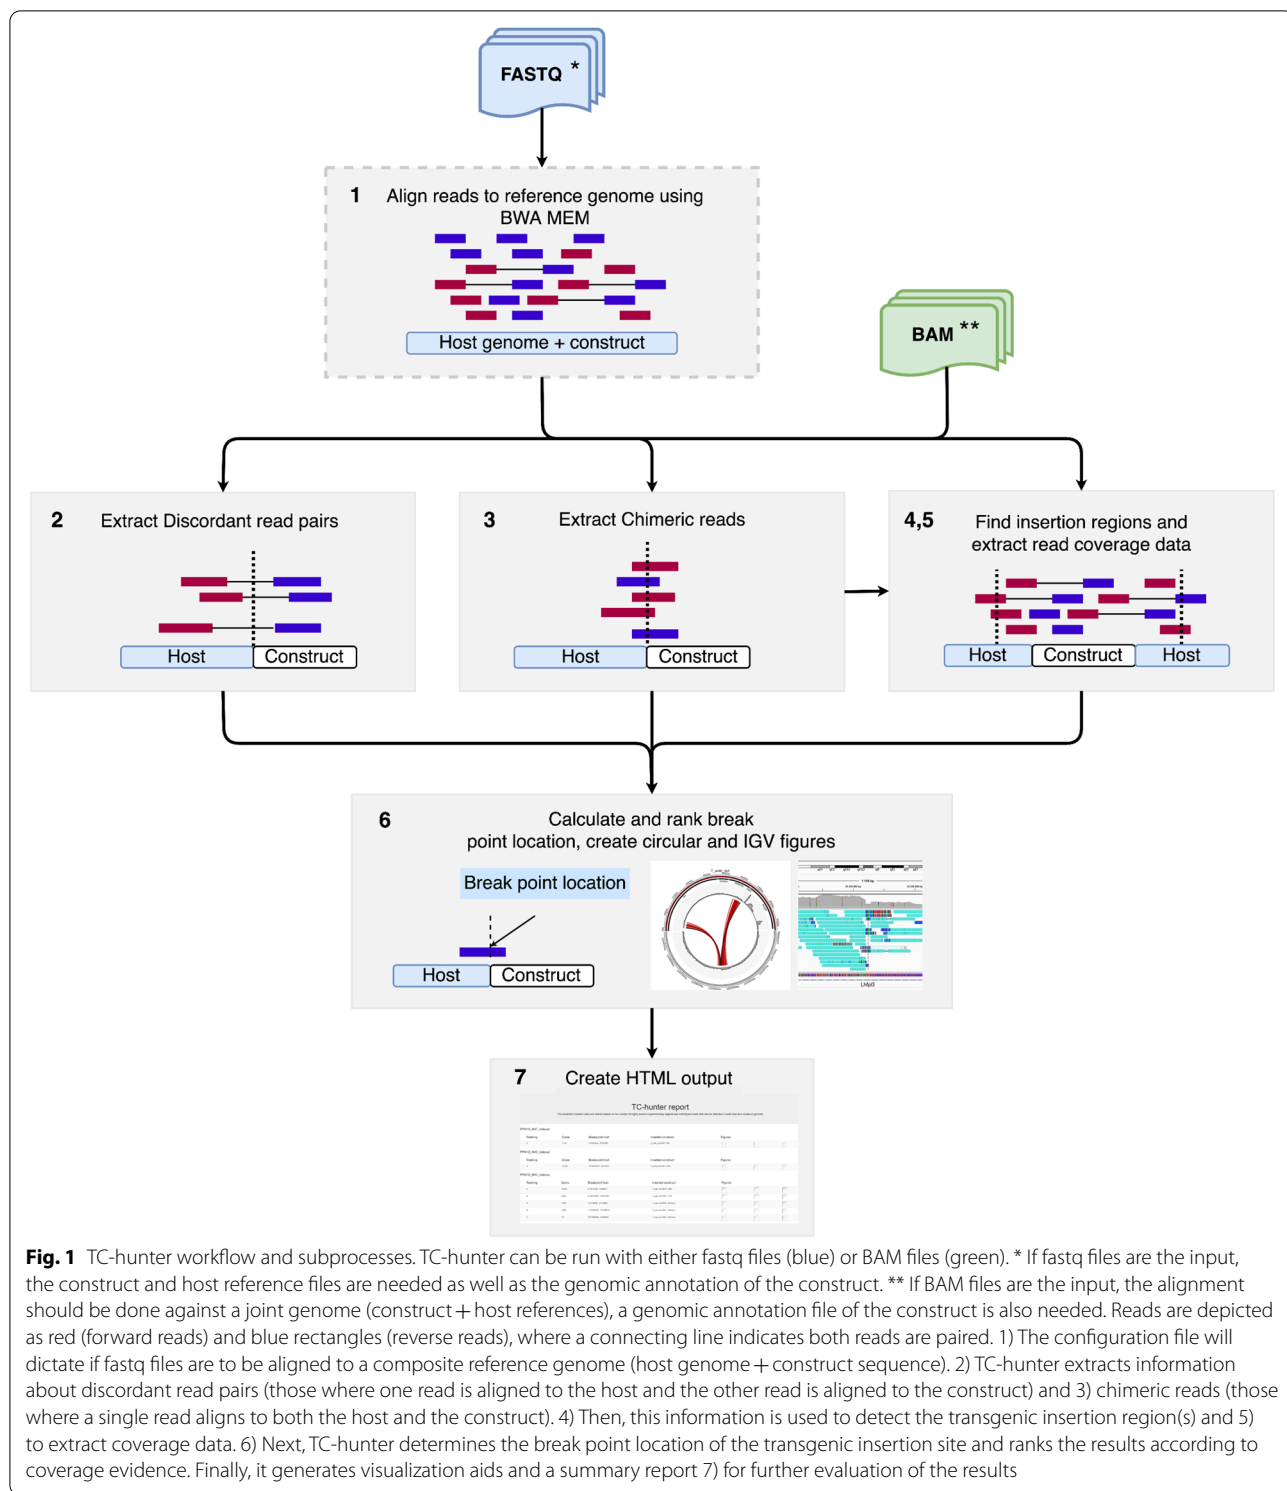 FASTQ *
1 Align reads to reference genome using
BWA MEM
Host genome + construct
BAM **
2 Extract Discordant read pairs
Host Construct
3 Extract Chimeric reads
Host Construct
4,5 Find insertion regions and
extract read coverage data
Host Construct Host
6 Calculate and rank break
point location, create circular and IGV figures
Break point location
Host Construct
7 Create HTML output
TC-hunter report
Fig. 1 TC-hunter workflow and subprocesses. TC-hunter can be run with either fastq files (blue) or BAM files (green). * If fastq files are the input,
the construct and host reference files are needed as well as the genomic annotation of the construct. ** If BAM files are the input, the alignment
should be done against a joint genome (construct + host references), a genomic annotation file of the construct is also needed. Reads are depicted
as red (forward reads) and blue rectangles (reverse reads), where a connecting line indicates both reads are paired. 1) The configuration file will
dictate if fastq files are to be aligned to a composite reference genome (host genome + construct sequence). 2) TC-hunter extracts information
about discordant read pairs (those where one read is aligned to the host and the other read is aligned to the construct) and 3) chimeric reads (those
where a single read aligns to both the host and the construct). 4) Then, this information is used to detect the transgenic insertion region(s) and 5)
to extract coverage data. 6) Next, TC-hunter determines the break point location of the transgenic insertion site and ranks the results according to
coverage evidence. Finally, it generates visualization aids and a summary report 7) for further evaluation of the results